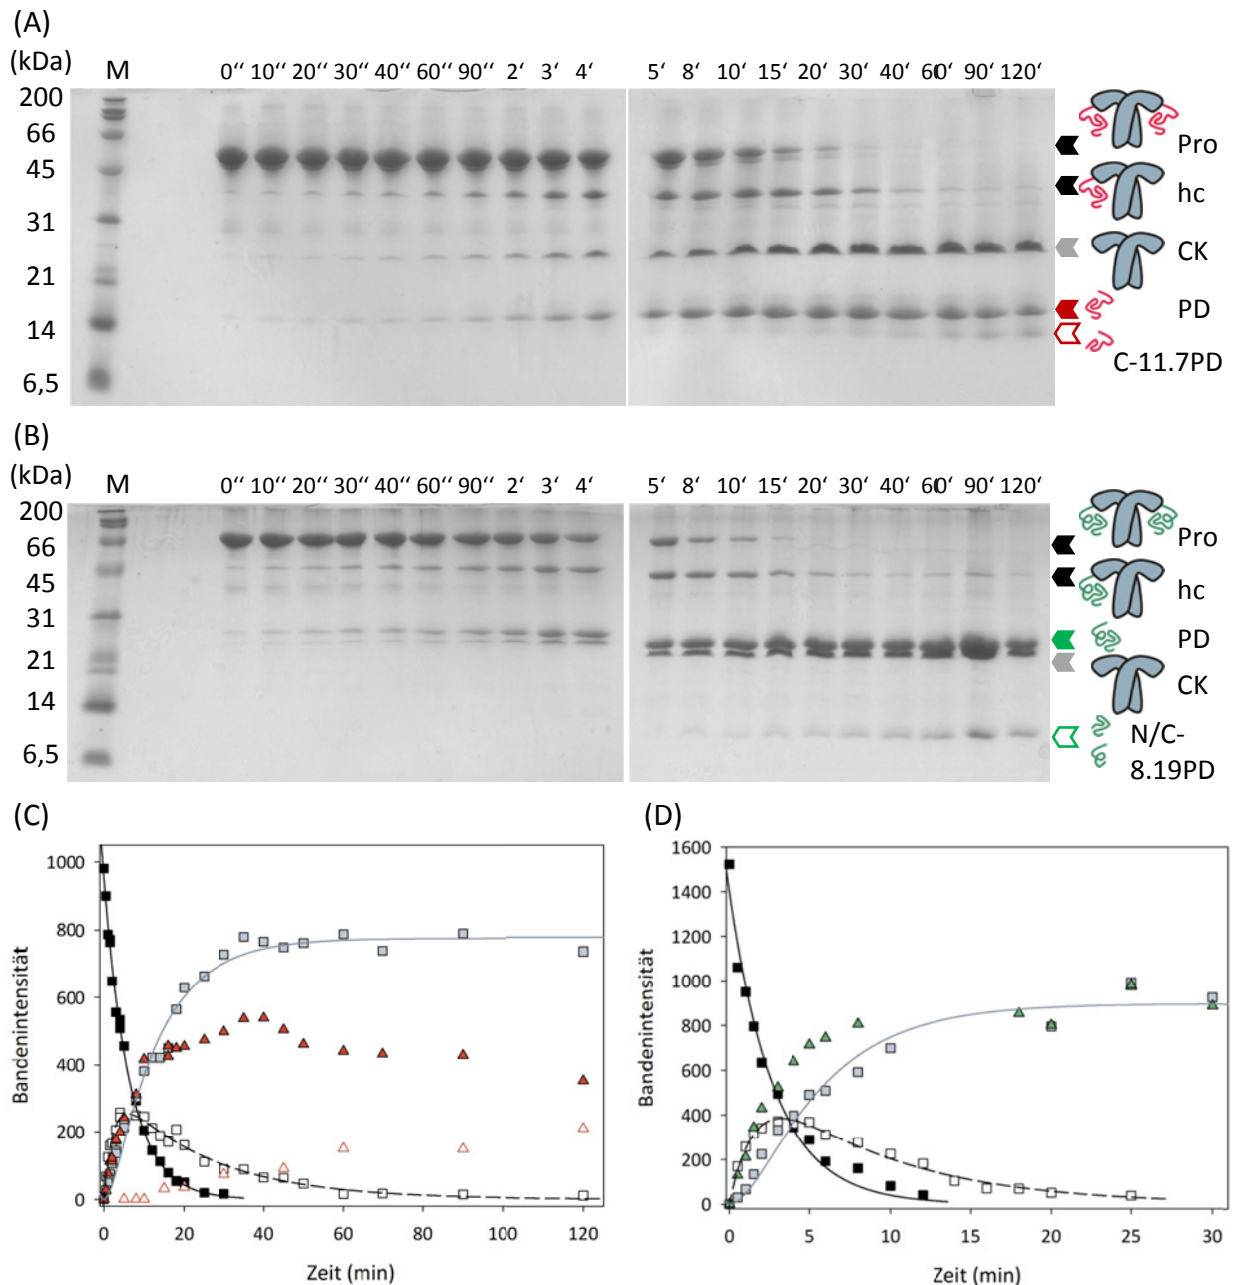 (A)
(kDa) M 0“ 10“ 20“ 30“ 40“ 60“ 90“ 2‘ 3‘ 4‘ 5‘ 8‘ 10‘ 15‘ 20‘ 30‘ 40‘ 60‘ 90‘ 120‘
200
66
45
31
21
14
6,5
Pro
hc
CK
PD
C-11.7PD
(B)
(kDa) M 0“ 10“ 20“ 30“ 40“ 60“ 90“ 2‘ 3‘ 4‘ 5‘ 8‘ 10‘ 15‘ 20‘ 30‘ 40‘ 60‘ 90‘ 120‘
200
66
45
31
21
14
6,5
Pro
hc
PD
CK
N/C-
8.19PD
(C)
Bandenintensität
1000
800
600
400
200
0
0 20 40 60 80 100 120
Zeit (min)
(D)
Bandenintensität
1600
1400
1200
1000
800
600
400
200
0
0 5 10 15 20 25 30
Zeit (min)